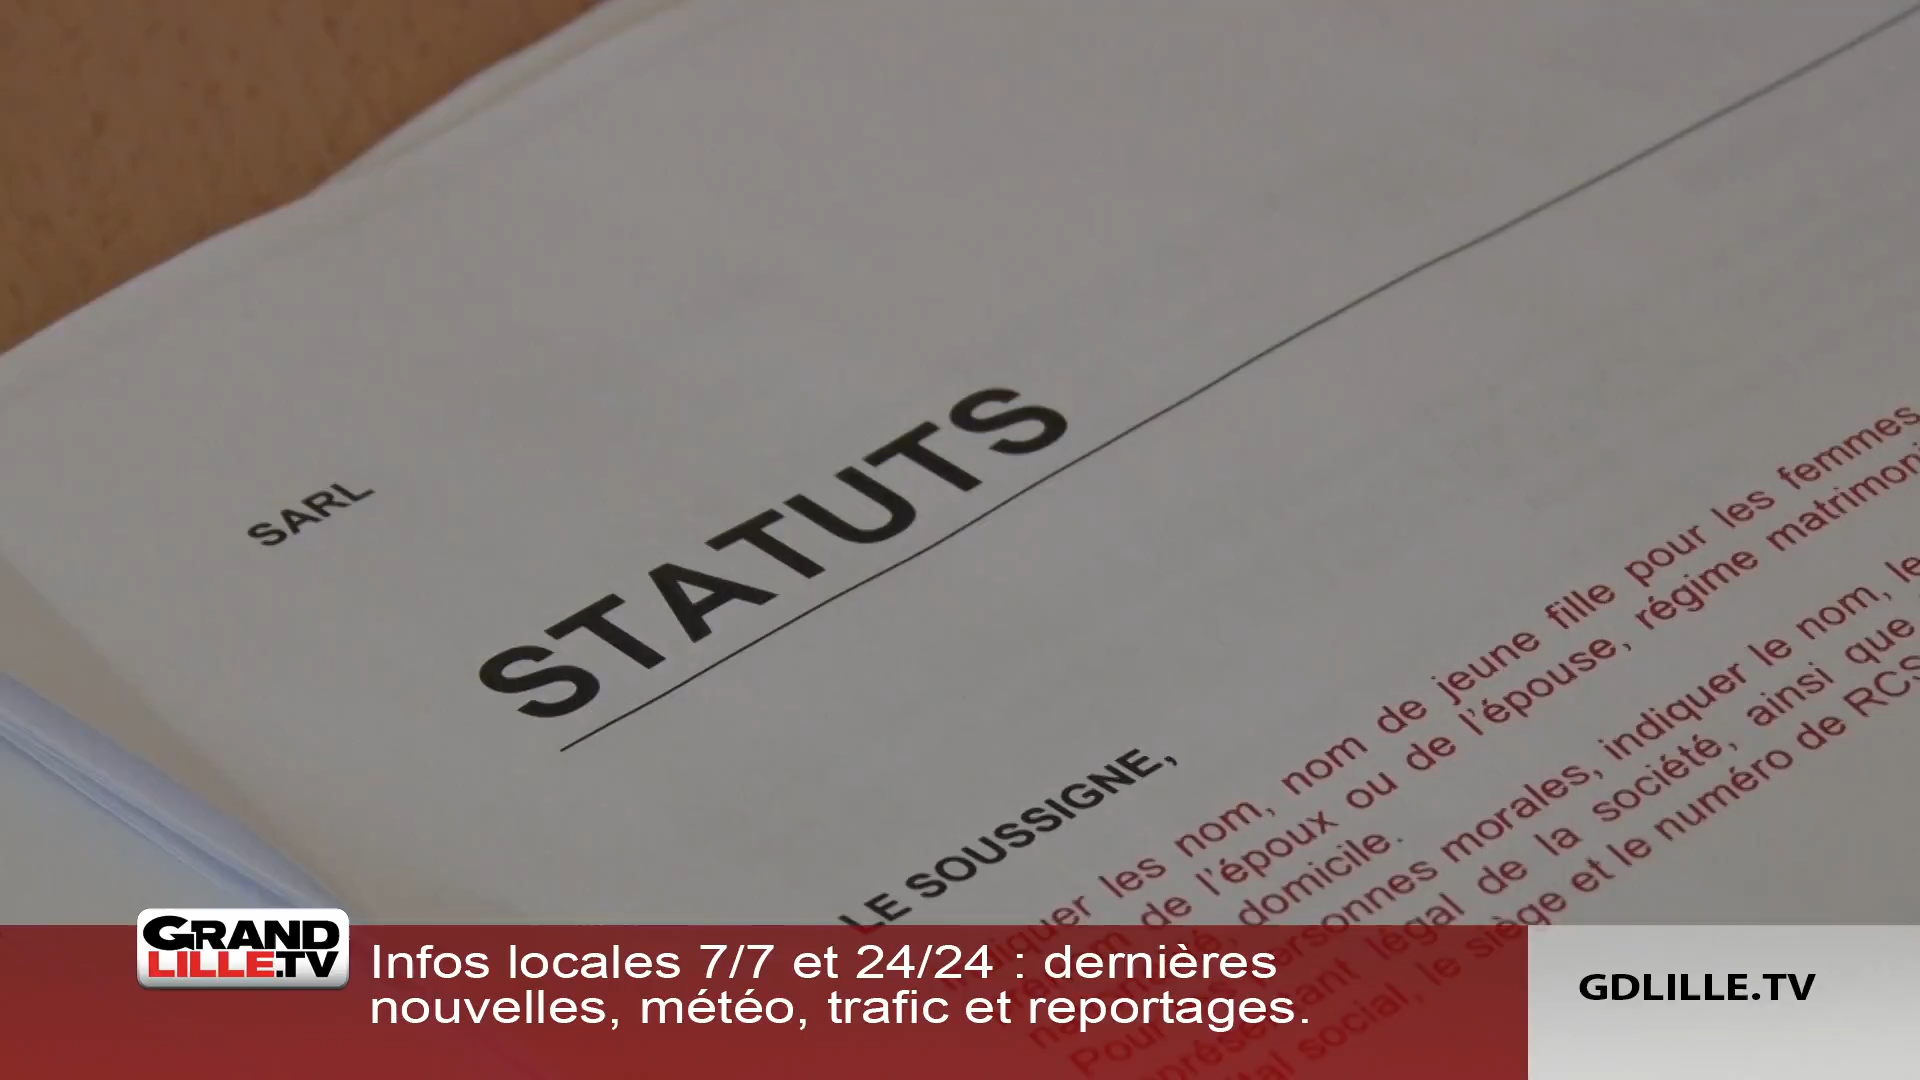 SARL
STATUTS
LE SOUSSIGNE,
les nom, nom de jeune fille pour les femmes
de l'époux ou de l'épouse, régime
domicile.
morales, indiquer le nom, le
légal de la société, ainsi que
social, le siège et le numéro de RCS
GRAND
LILLE.TV
Infos locales 7/7 et 24/24 : dernières
nouvelles, météo, trafic et reportages.
GDLILLE.TV